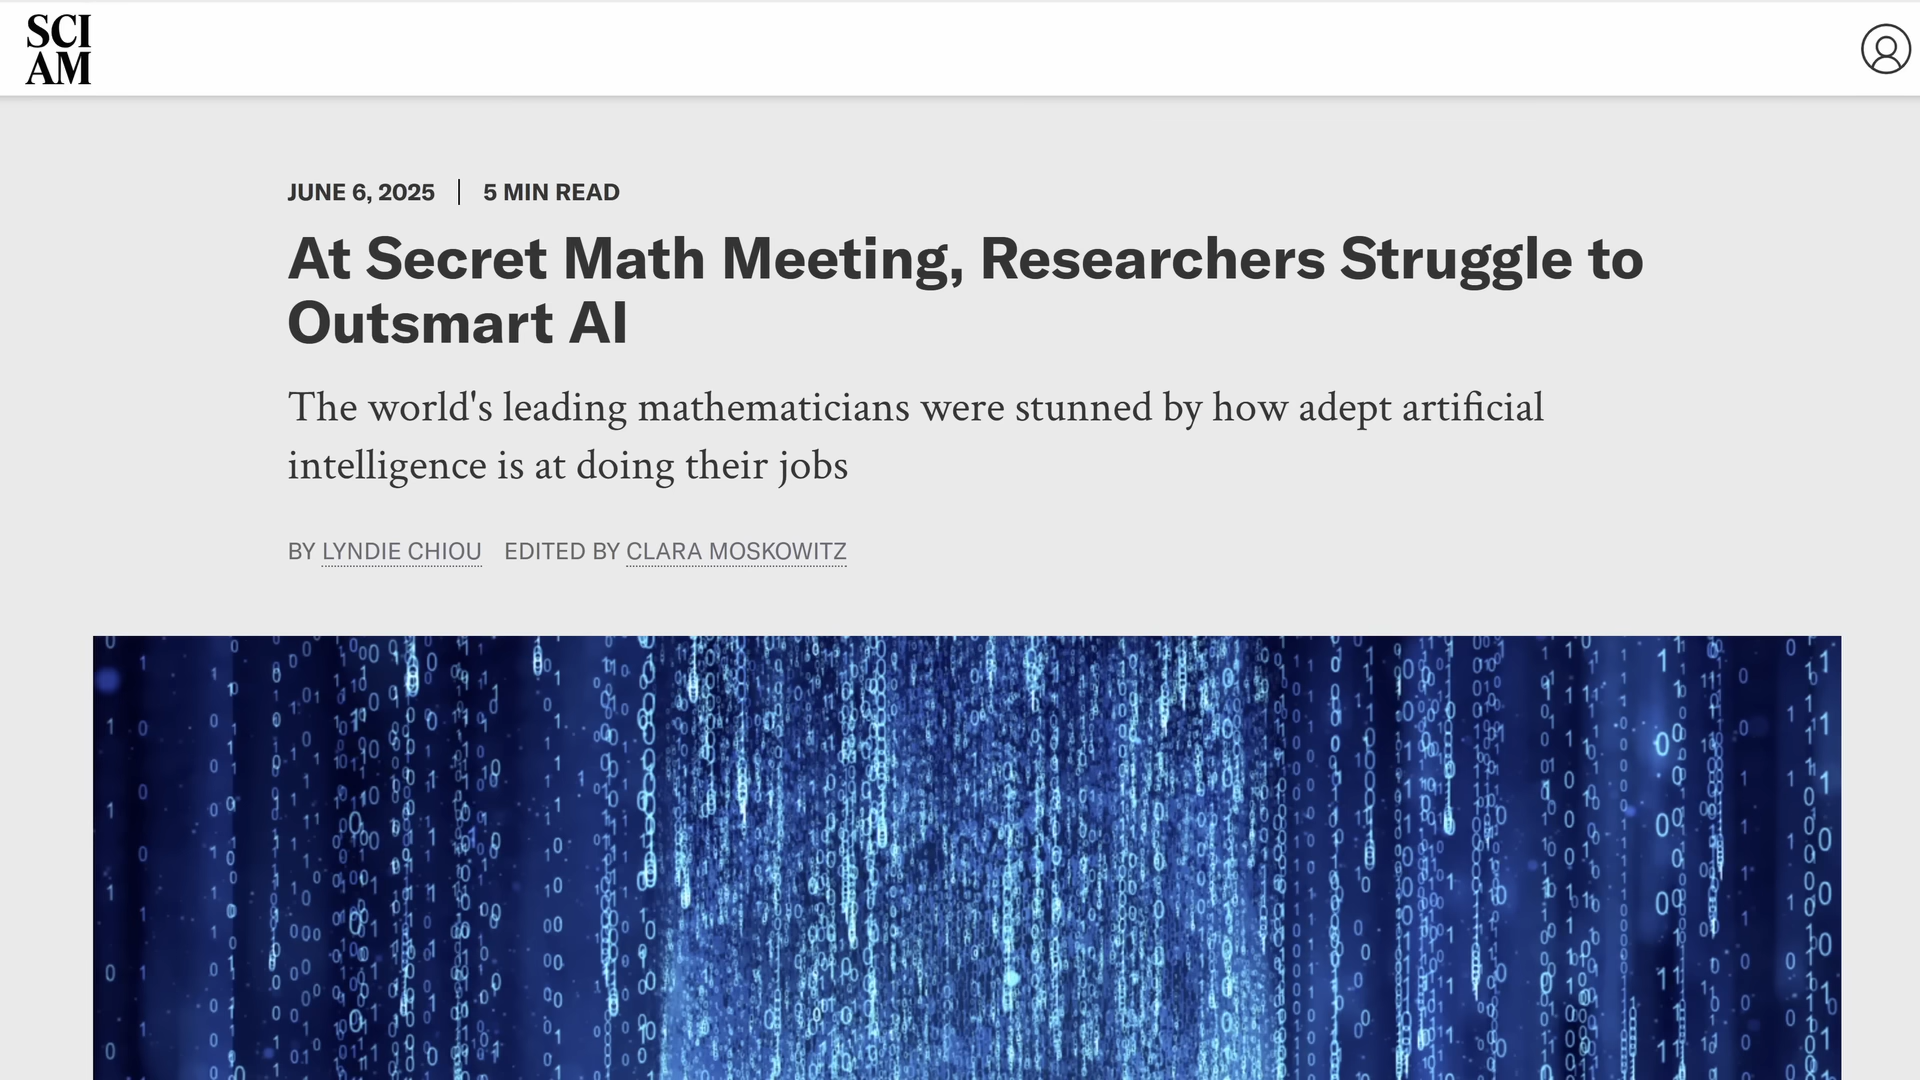 SCI
AM
JUNE 6, 2025 | 5 MIN READ
At Secret Math Meeting, Researchers Struggle to
Outsmart AI
The world's leading mathematicians were stunned by how adept artificial
intelligence is at doing their jobs
BY LYNDIE CHIOU EDITED BY CLARA MOSKOWITZ